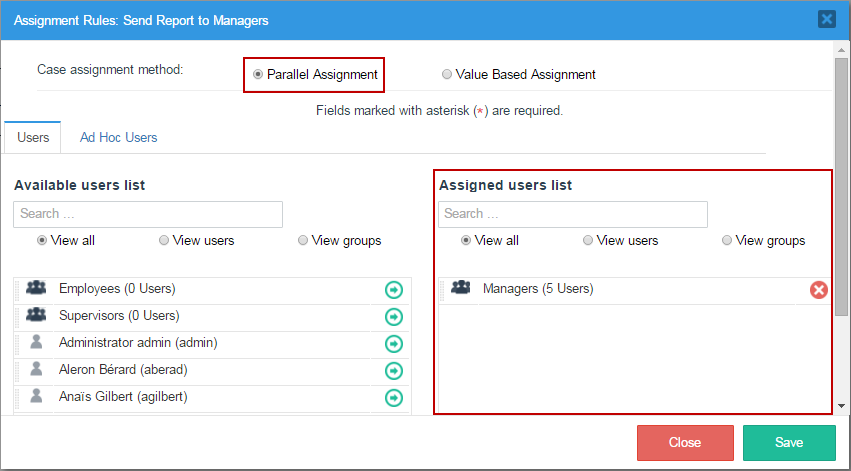 Assignment Rules: Send Report to Managers
Case assignment method: Parallel Assignment Value Based Assignment
Fields marked with asterisk (*) are required.
Users Ad Hoc Users
Available users list
Search ...
View all View users View groups
Employees (0 Users)
Supervisors (0 Users)
Administrator admin (admin)
Aleron Bérard (aberad)
Anaïs Gilbert (agilbert)
Assigned users list
Search ...
View all View users View groups
Managers (5 Users)
Close Save